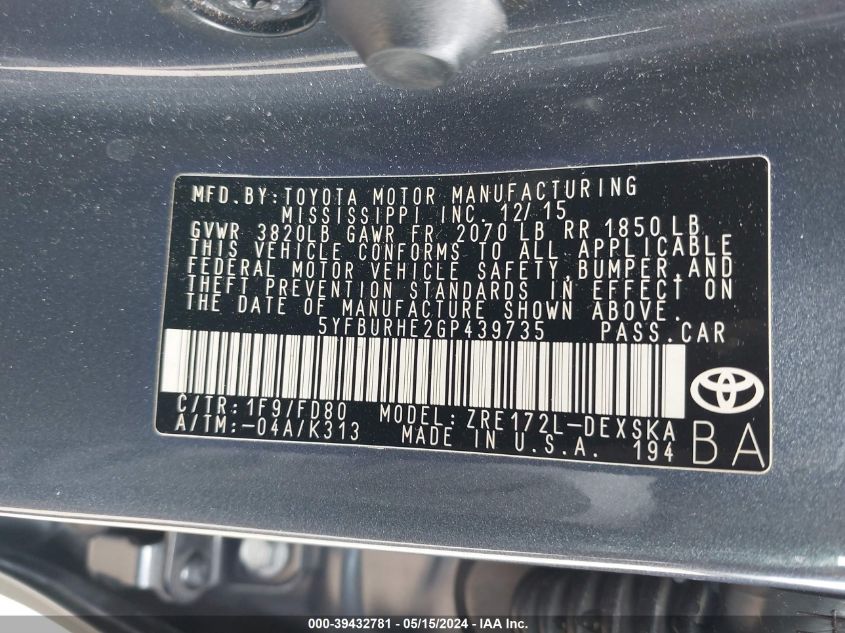 MFD.BY:TOYOTA MOTOR MANUFACTURING
MISSISSIPPI INC. 12/15
GVWR 3820LB GAWR FR 2070 LB RR 1850 LB
THIS VEHICLE CONFORMS TO ALL APPLICABLE
FEDERAL MOTOR VEHICLE SAFETY,BUMPER,AND
THEFT PREVENTION STANDARDS IN EFFECT ON
THE DATE OF MANUFACTURE SHOWN ABOVE.
5YFBURHE2GP439735 PASS.CAR
C/TR:1F9/FD80 MODEL:ZRE172L-DEXSKA
A/TM:-04A/K313 MADE IN U.S.A. 194
BA
000-39432781 - 05/15/2024 - IAA Inc.